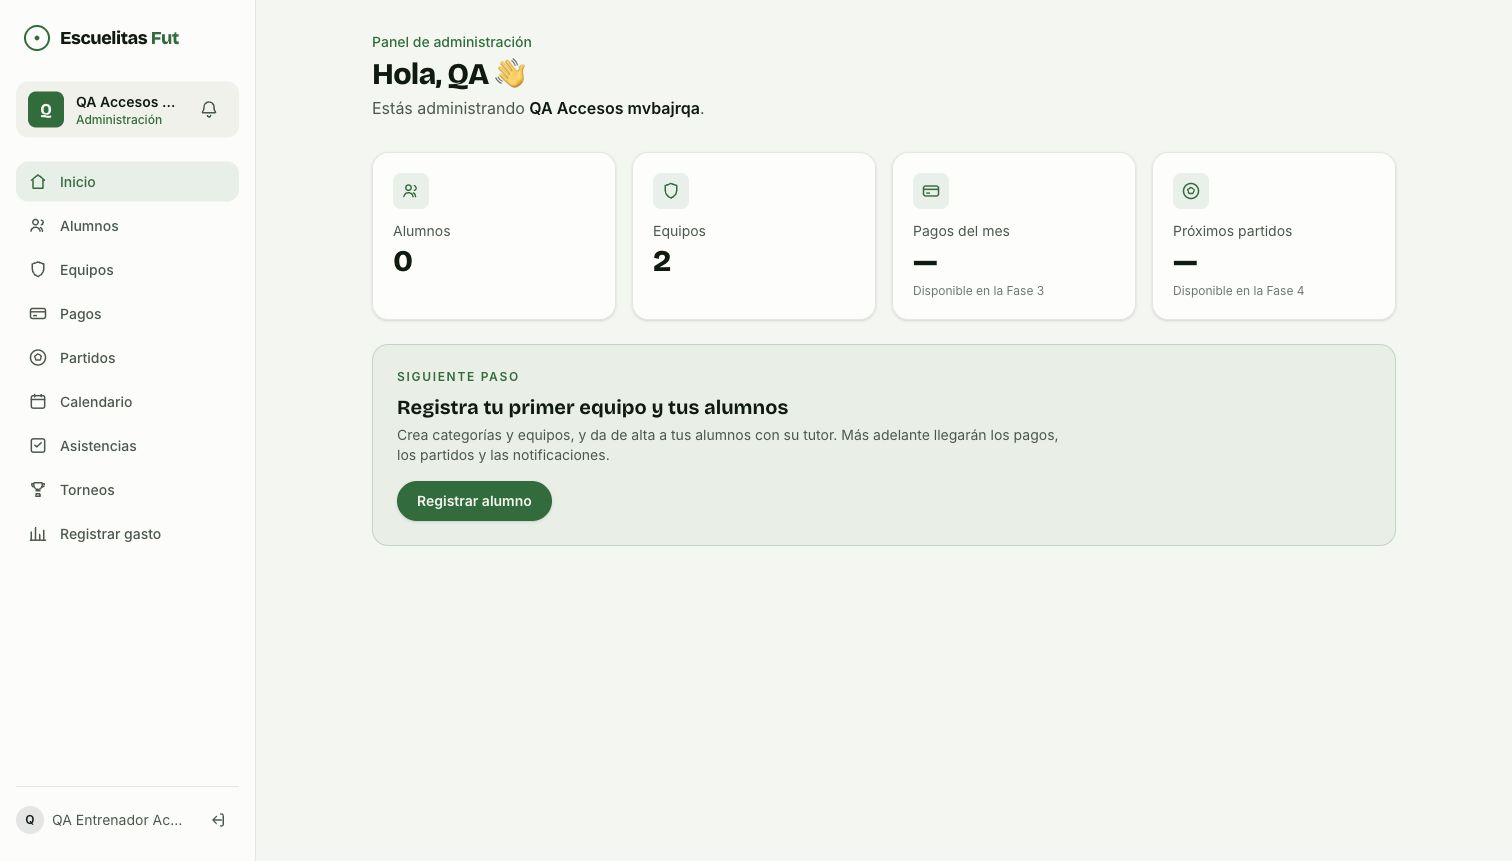 Escuelitas Fut
Q
QA Accesos ...
Administración
Inicio
Alumnos
Equipos
Pagos
Partidos
Calendario
Asistencias
Torneos
Registrar gasto
Q
QA Entrenador Ac...
Panel de administración
Hola, QA 👋
Estás administrando QA Accesos mvbajrqa.
Alumnos
0
Equipos
2
Pagos del mes
—
Disponible en la Fase 3
Próximos partidos
—
Disponible en la Fase 4
SIGUIENTE PASO
Registra tu primer equipo y tus alumnos
Crea categorías y equipos, y da de alta a tus alumnos con su tutor. Más adelante llegarán los pagos,
los partidos y las notificaciones.
Registrar alumno